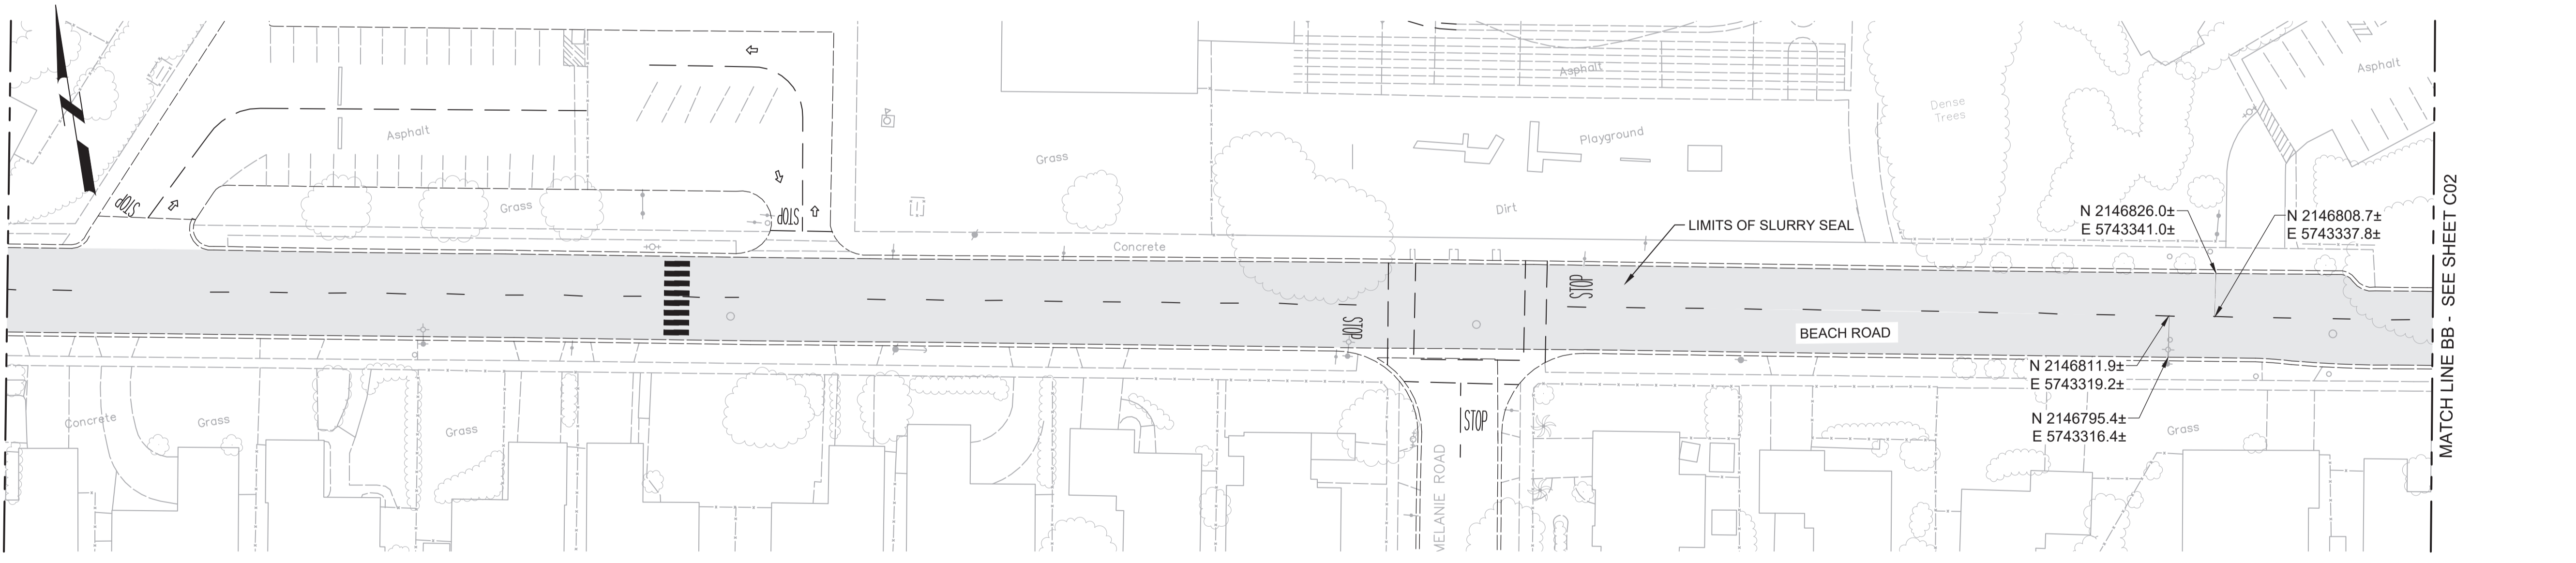 Asphalt
Asphalt
Asphalt
Dense
Trees
Playground
Grass
STOP
Grass
STOP
Dirt
N 2146826.0±
E 5743341.0±
N 2146808.7±
E 5743337.8±
LIMITS OF SLURRY SEAL
Concrete
STOP
STOP
BEACH ROAD
N 2146811.9±
E 5743319.2±
N 2146795.4±
E 5743316.4±
Concrete
Grass
Grass
STOP
Grass
MELANIE ROAD
MATCH LINE BB - SEE SHEET C02